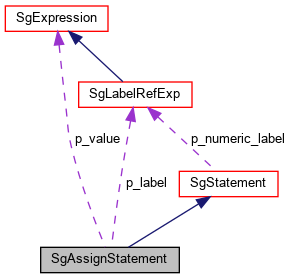 SgExpression
SgLabelRefExp
p_value
p_numeric_label
p_label
SgStatement
SgAssignStatement